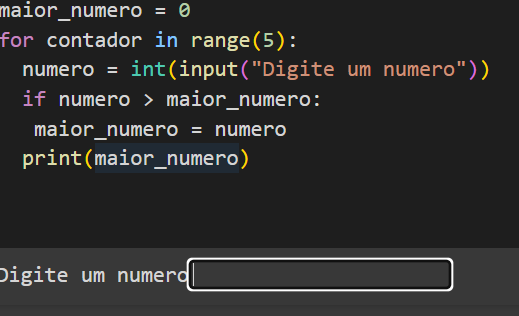 maior_numero = 0
for contador in range(5):
  numero = int(input("Digite um numero"))
  if numero > maior_numero:
   maior_numero = numero
  print(maior_numero)
Digite um numero